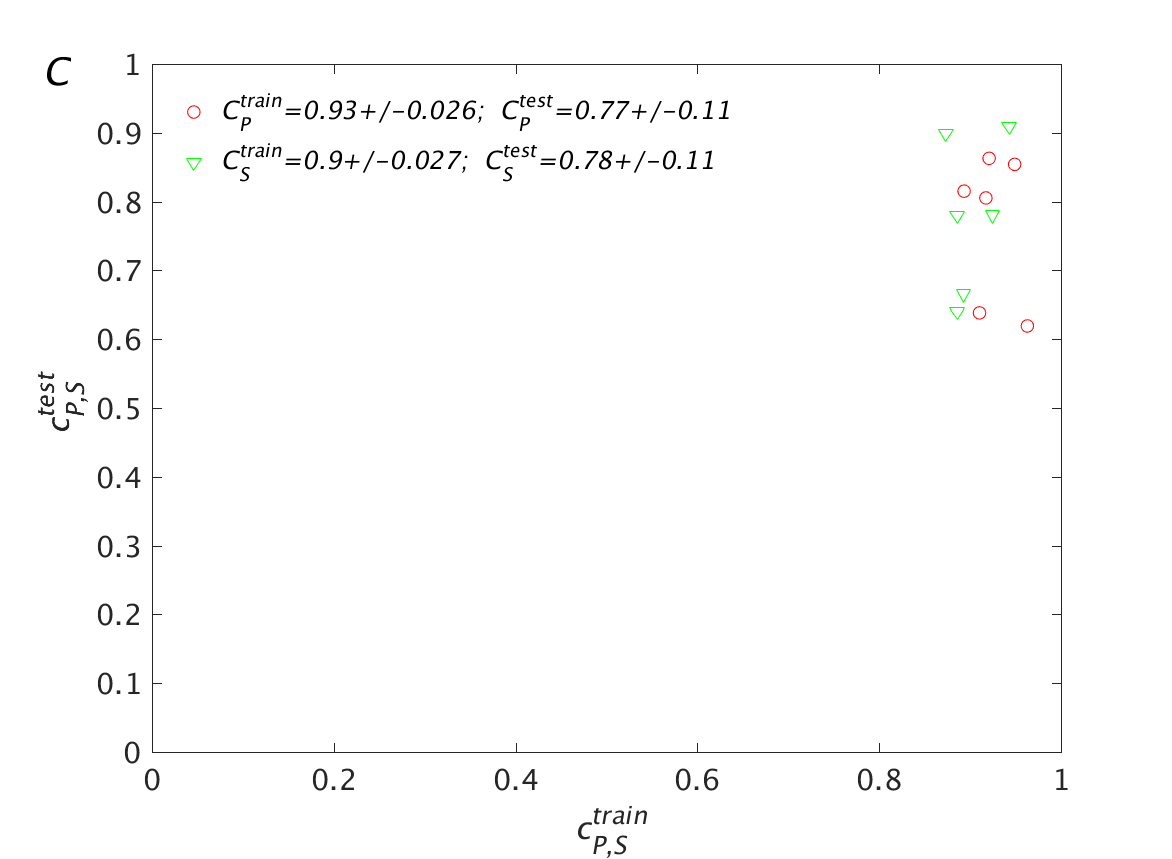 C
C_P^train=0.93+/-0.026; C_P^test=0.77+/-0.11
C_S^train=0.9+/-0.027; C_S^test=0.78+/-0.11
1
0.9
0.8
0.7
0.6
0.5
0.4
0.3
0.2
0.1
0
c_P,S^test
0 0.2 0.4 0.6 0.8 1
c_P,S^train